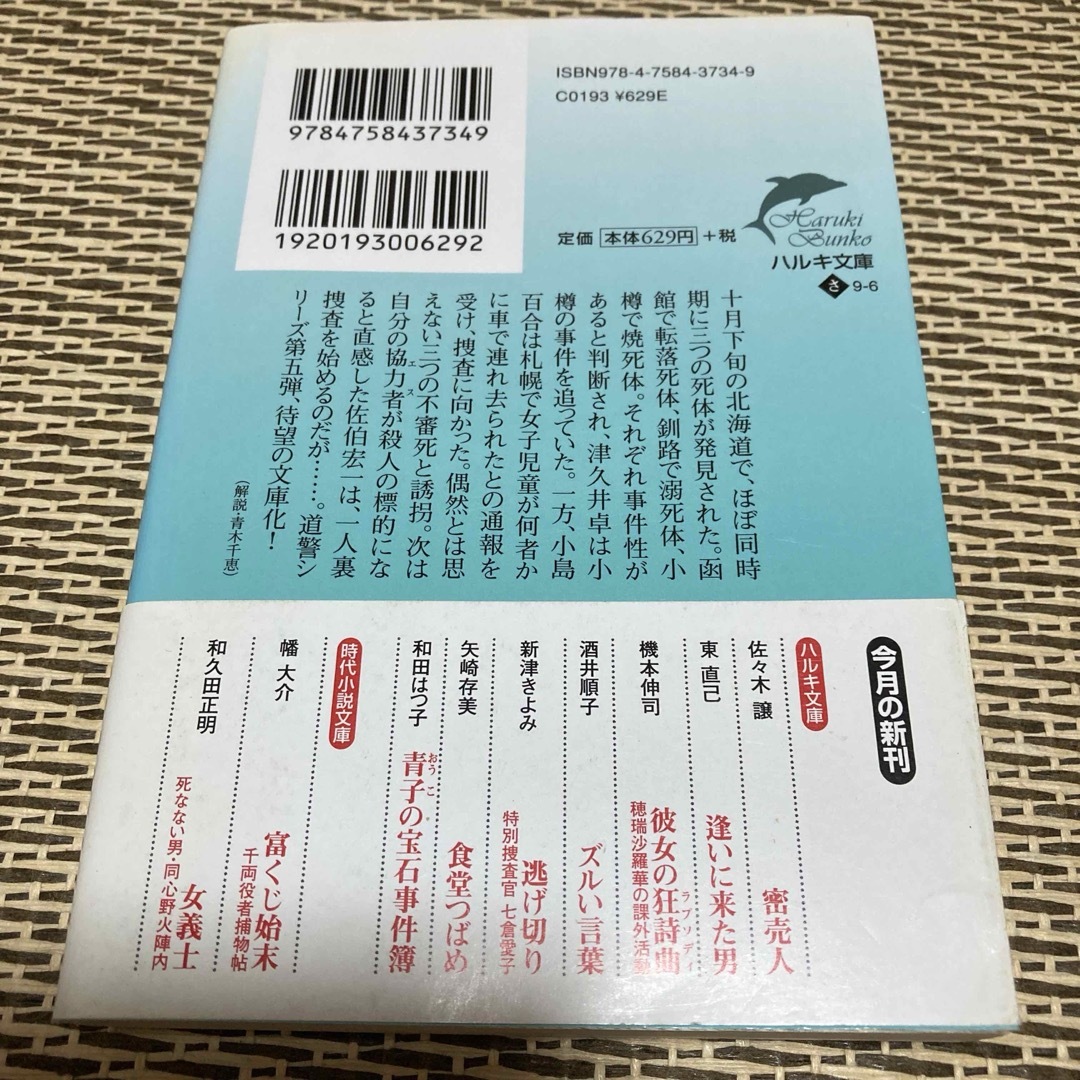 ISBN978-4-7584-3734-9
C0193 ¥629E
9784758437349
1920193006292
定価 本体629円 +税
Haruki
Bunko
ハルキ文庫
さ 9-6
十月下旬の北海道で、ほぼ同時
期に三つの死体が発見された。函
館で転落死体、釧路で溺死体、小
樽で焼死体。それぞれ事件性が
あると判断され、津久井卓は小
樽の事件を追っていた。一方、小島
百合は札幌で女子児童が何者か
に車で連れ去られたとの通報を
受け、捜査に向かった。偶然とは思
えない三つの不審死と誘拐。次は
自分の協力者が殺人の標的にな
エス
ると直感した佐伯宏一は、一人裏
捜査を始めるのだが……。道警シ
リーズ第五弾、待望の文庫化！
（解説・青木千恵）
今月の新刊
ハルキ文庫
佐々木 譲 密売人
東 直己 逢いに来た男
機本伸司 彼女の狂詩曲
ラプソディ
穂瑞沙羅華の課外活動
酒井順子 ズルい言葉
新津きよみ 逃げ切り
特別捜査官 七倉愛子
矢崎存美 食堂つばめ
和田はつ子 青子の宝石事件簿
おうこ
時代小説文庫
幡 大介 富くじ始末
千両役者捕物帖
和久田正明 女義士
死なない男・同心野火陣内